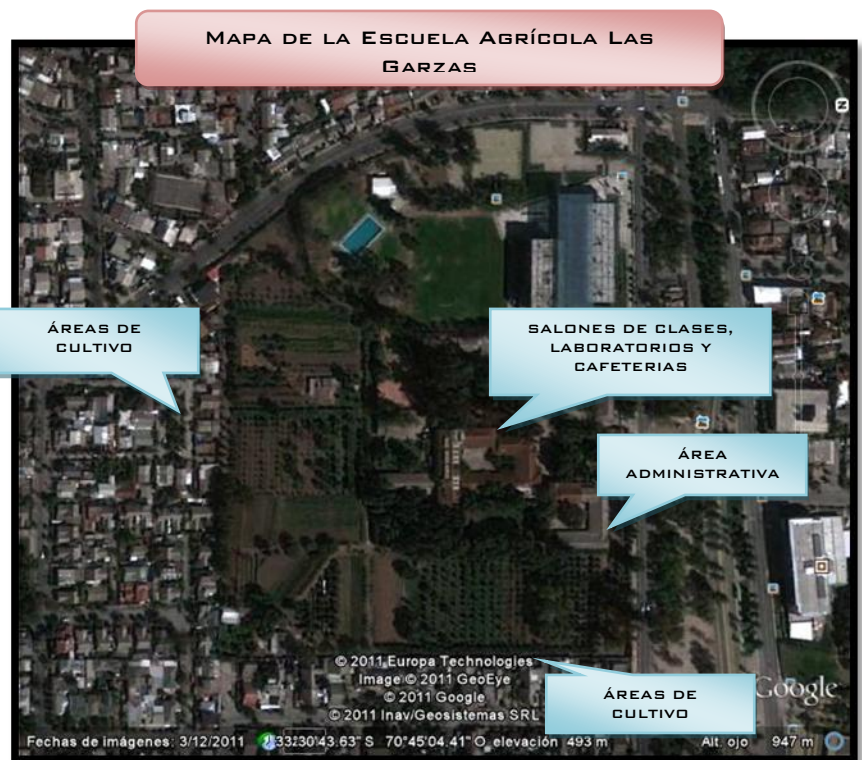 MAPA DE LA ESCUELA AGRÍCOLA LAS
GARZAS
N
ÁREAS DE
CULTIVO
SALONES DE CLASES,
LABORATORIOS Y
CAFETERIAS
ÁREA
ADMINISTRATIVA
ÁREAS DE
CULTIVO
© 2011 Europa Technologies
Image © 2011 GeoEye
© 2011 Google
© 2011 Inav/Geosistemas SRL
Google
Fechas de imágenes: 3/12/2011 33°30'43.63" S 70°45'04.41" O elevación 493 m Alt. ojo 947 m